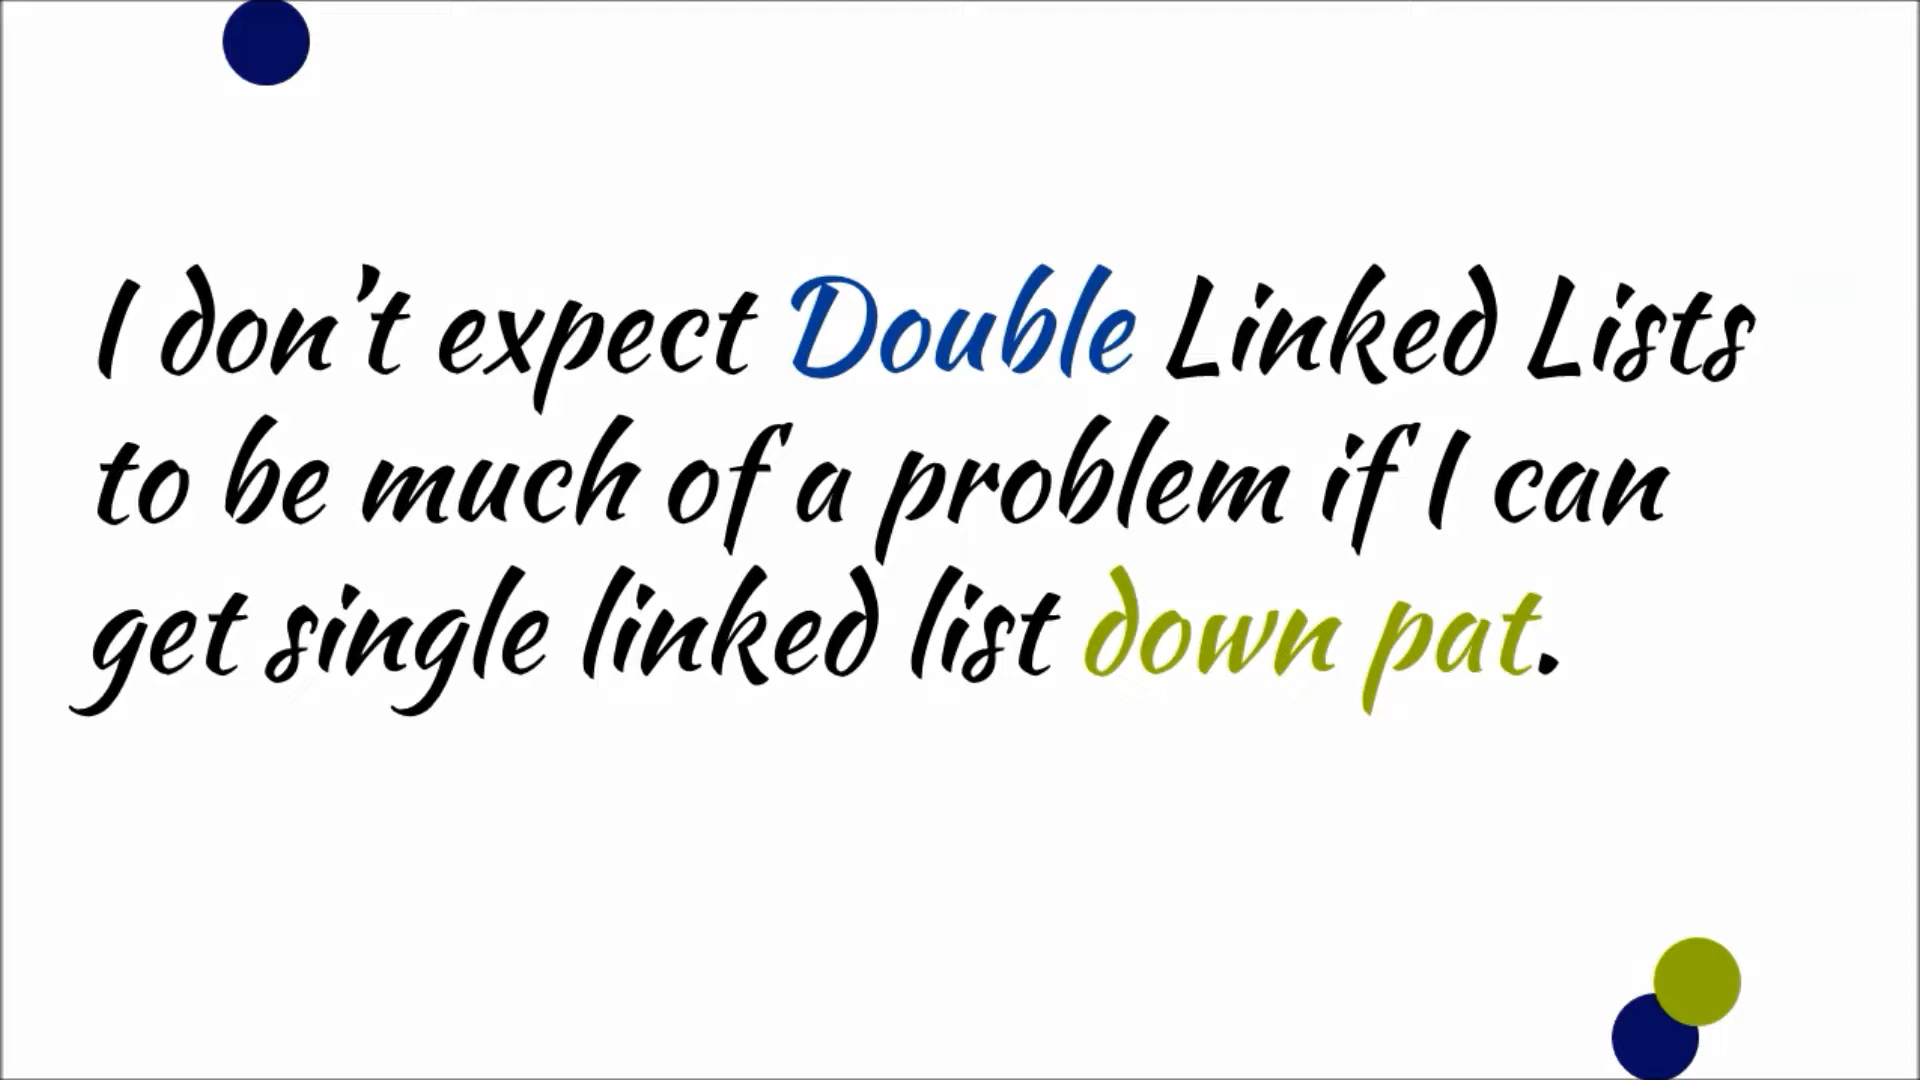 I don't expect Double Linked Lists
to be much of a problem if I can
get single linked list down pat.